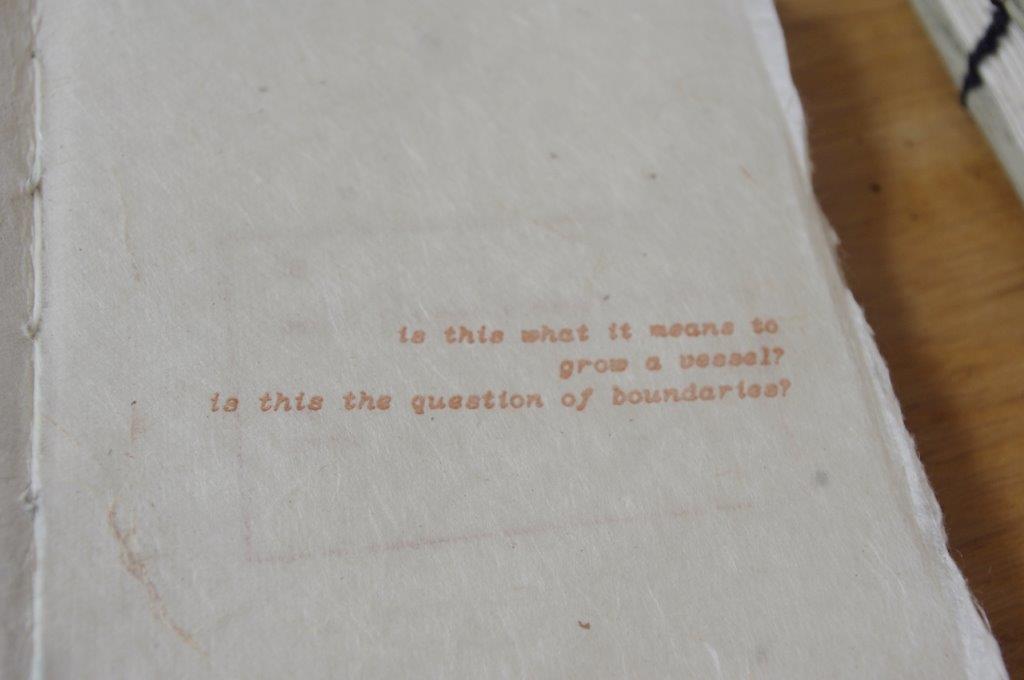 is this what it means to
grow a vessel?
is this the question of boundaries?